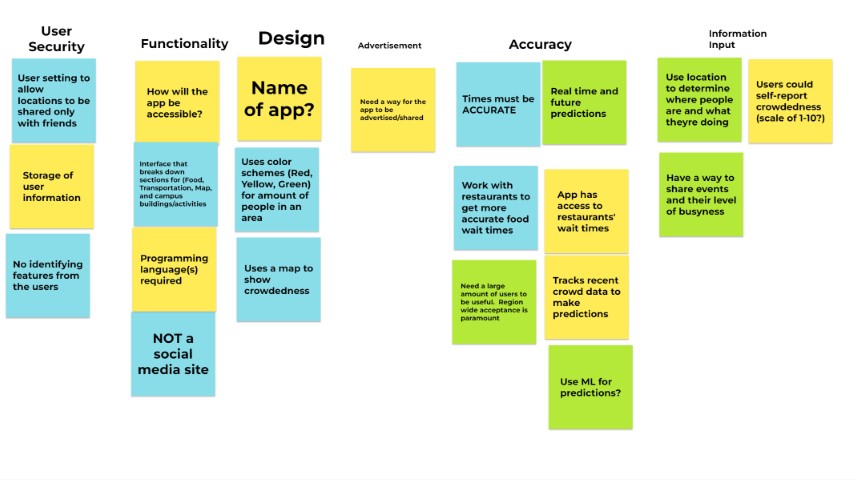 User
Security
User setting to
allow
locations to be
shared only
with friends
Storage of
user
information
No identifying
features from
the users
Functionality
How will the
app be
accessible?
Interface that
breaks down
sections for (Food,
Transportation, Map,
and campus
buildings/activities
Programming
language(s)
required
NOT a
social
media site
Design
Name
of app?
Uses color
schemes (Red,
Yellow, Green)
for amount of
people in an
area
Uses a map to
show
crowdedness
Advertisement
Need a way for the
app to be
advertised/shared
Accuracy
Times must be
ACCURATE
Real time and
future
predictions
Work with
restaurants to
get more
accurate food
wait times
App has
access to
restaurants'
wait times
Need a large
amount of users to
be useful. Region
wide acceptance is
paramount
Tracks recent
crowd data to
make
predictions
Use ML for
predictions?
Information
Input
Use location
to determine
where people
are and what
theyre doing
Users could
self-report
crowdedness
(scale of 1-10?)
Have a way to
share events
and their level
of busyness